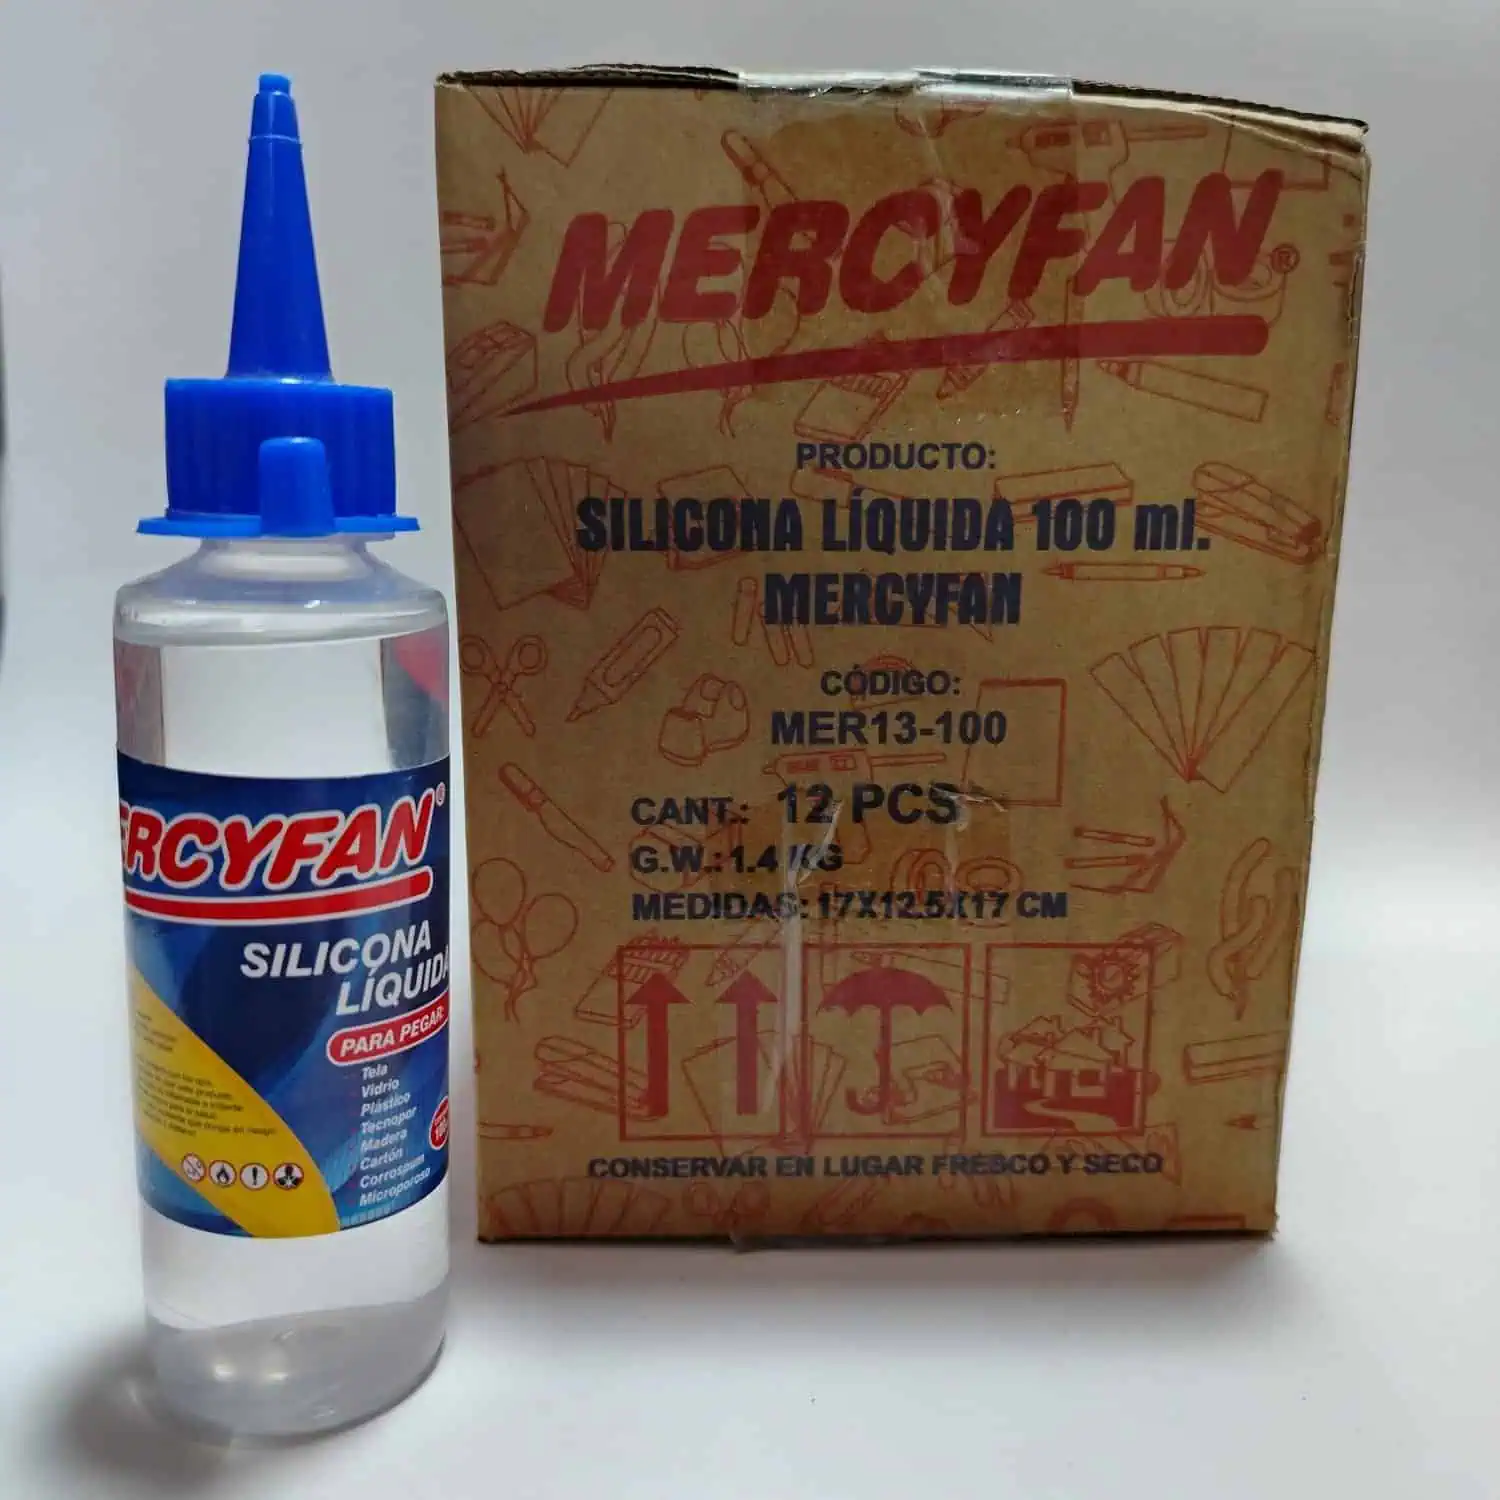 MERCYFAN®
PRODUCTO:
SILICONA LÍQUIDA 100 ml.
MERCYFAN
CÓDIGO:
MER13-100
CANT.: 12 PCS
G.W.: 1.4 KG
MEDIDAS: 17X12.5X17 CM
CONSERVAR EN LUGAR FRESCO Y SECO
ERCYFAN®
SILICONA
LÍQUIDA
PARA PEGAR:
Tela
Vidrio
Plástico
Tecnopor
Madera
Cartón
Corrospum
Microporoso